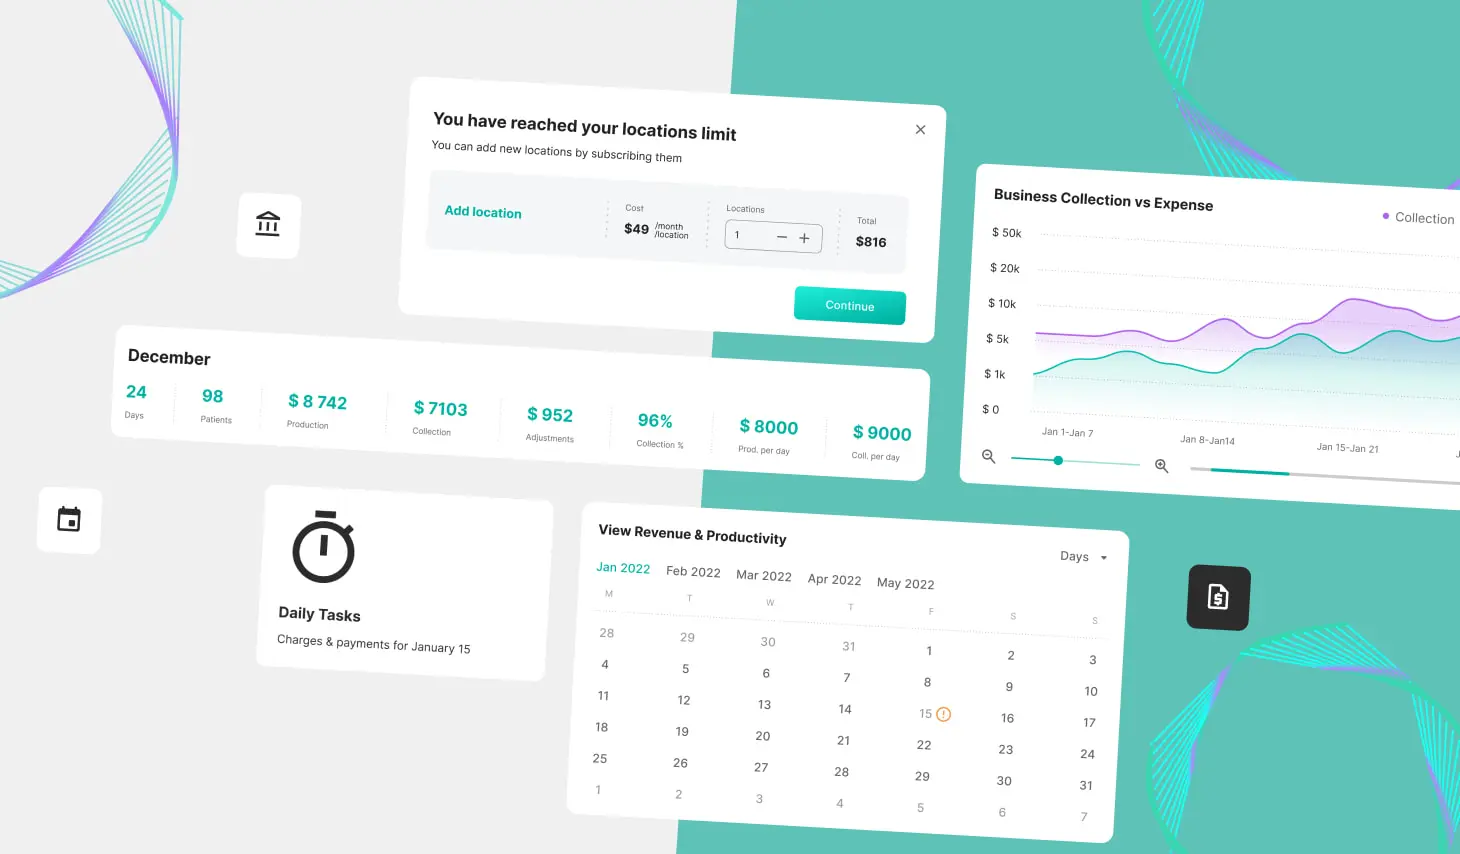 You have reached your locations limit
You can add new locations by subscribing them
Add location
Cost
$49 /month
/location
Locations
1
Total
$816
Continue
Business Collection vs Expense
Collection
$ 50k
$ 20k
$ 10k
$ 5k
$ 1k
$ 0
Jan 1-Jan 7
Jan 8-Jan14
Jan 15-Jan 21
December
24
Days
98
Patients
$ 8 742
Production
$ 7103
Collection
$ 952
Adjustments
96%
Collection %
$ 8000
Prod. per day
$ 9000
Coll. per day
Daily Tasks
Charges & payments for January 15
View Revenue & Productivity
Days
Jan 2022 Feb 2022 Mar 2022 Apr 2022 May 2022
M T W T F S S
28 29 30 31 1 2 3
4 5 6 7 8 9 10
11 12 13 14 15 16 17
18 19 20 21 22 23 24
25 26 27 28 29 30 31
1 2 3 4 5 6 7